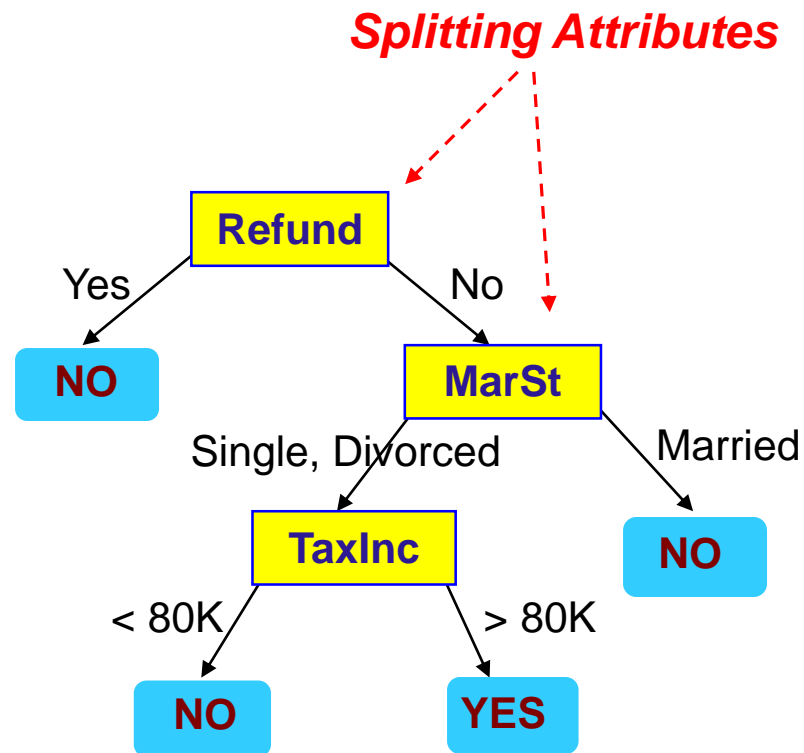 Splitting Attributes
Refund
Yes
No
NO
MarSt
Single, Divorced
Married
TaxInc
NO
< 80K
> 80K
NO
YES